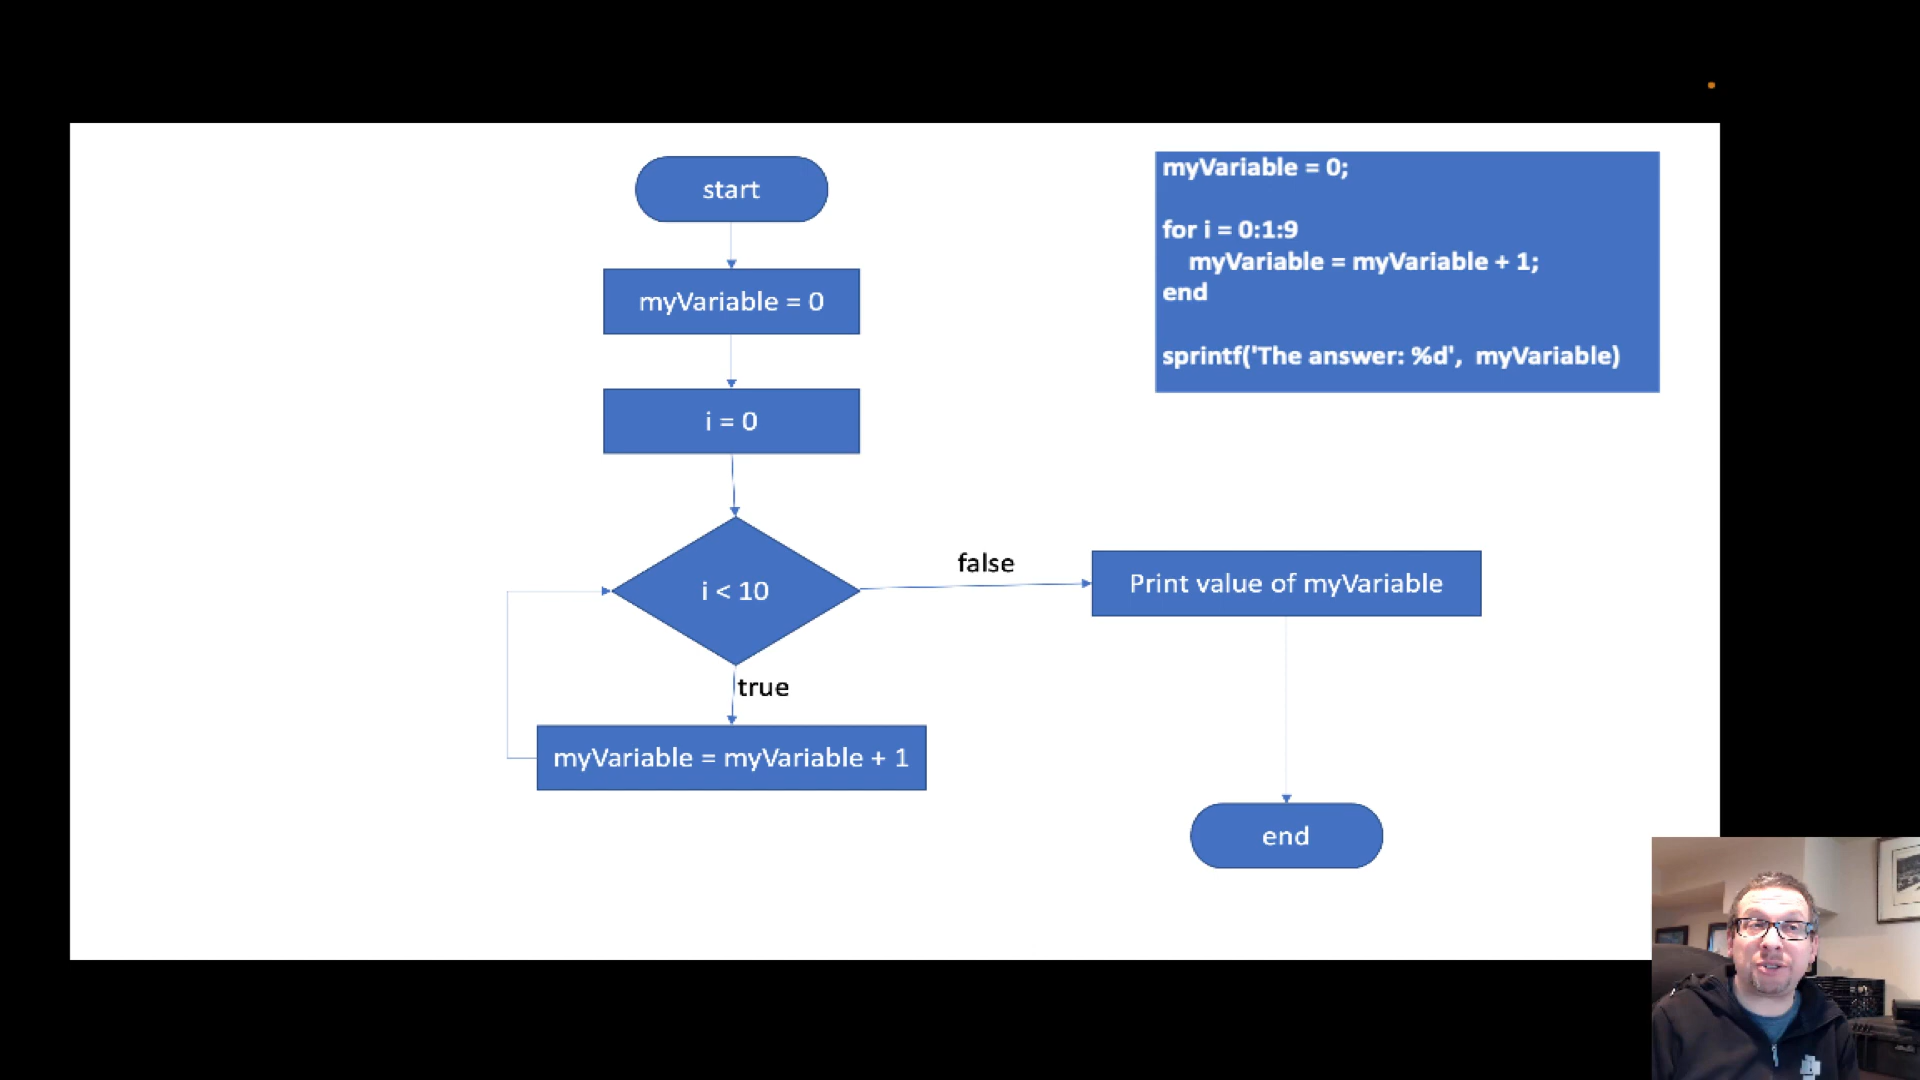 start
myVariable = 0
i = 0
i < 10
true
myVariable = myVariable + 1
false
Print value of myVariable
end
myVariable = 0;
for i = 0:1:9
myVariable = myVariable + 1;
end
sprintf('The answer: %d', myVariable)